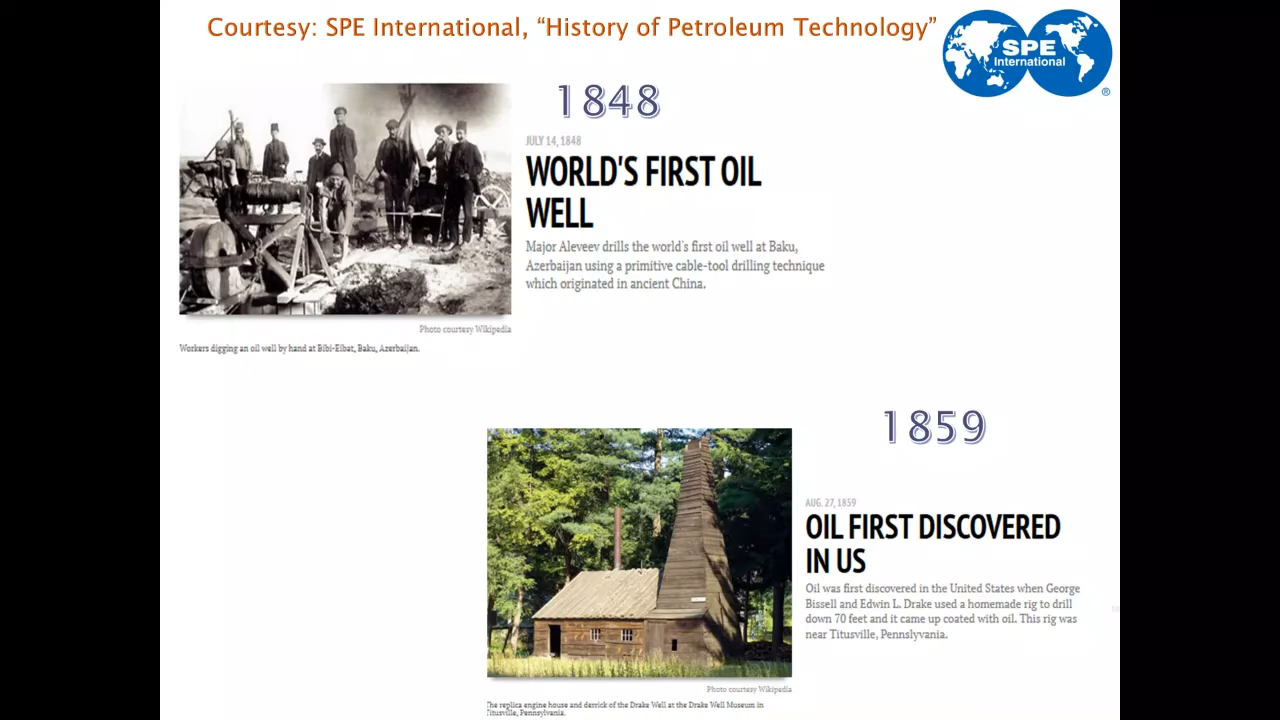 Courtesy: SPE International, “History of Petroleum Technology”
SPE
International
®
1848
JULY 14, 1848
WORLD'S FIRST OIL
WELL
Major Aleveev drills the world's first oil well at Baku,
Azerbaijan using a primitive cable-tool drilling technique
which originated in ancient China.
Photo courtesy Wikipedia
Workers digging an oil well by hand at Bibi-Eibat, Baku, Azerbaijan.
1859
AUG. 27, 1859
OIL FIRST DISCOVERED
IN US
Oil was first discovered in the United States when George
Bissell and Edwin L. Drake used a homemade rig to drill
down 70 feet and it came up coated with oil. This rig was
near Titusville, Pennslyvania.
Photo courtesy Wikipedia
The replica engine house and derrick of the Drake Well at the Drake Well Museum in
Titusville, Pennsylvania.